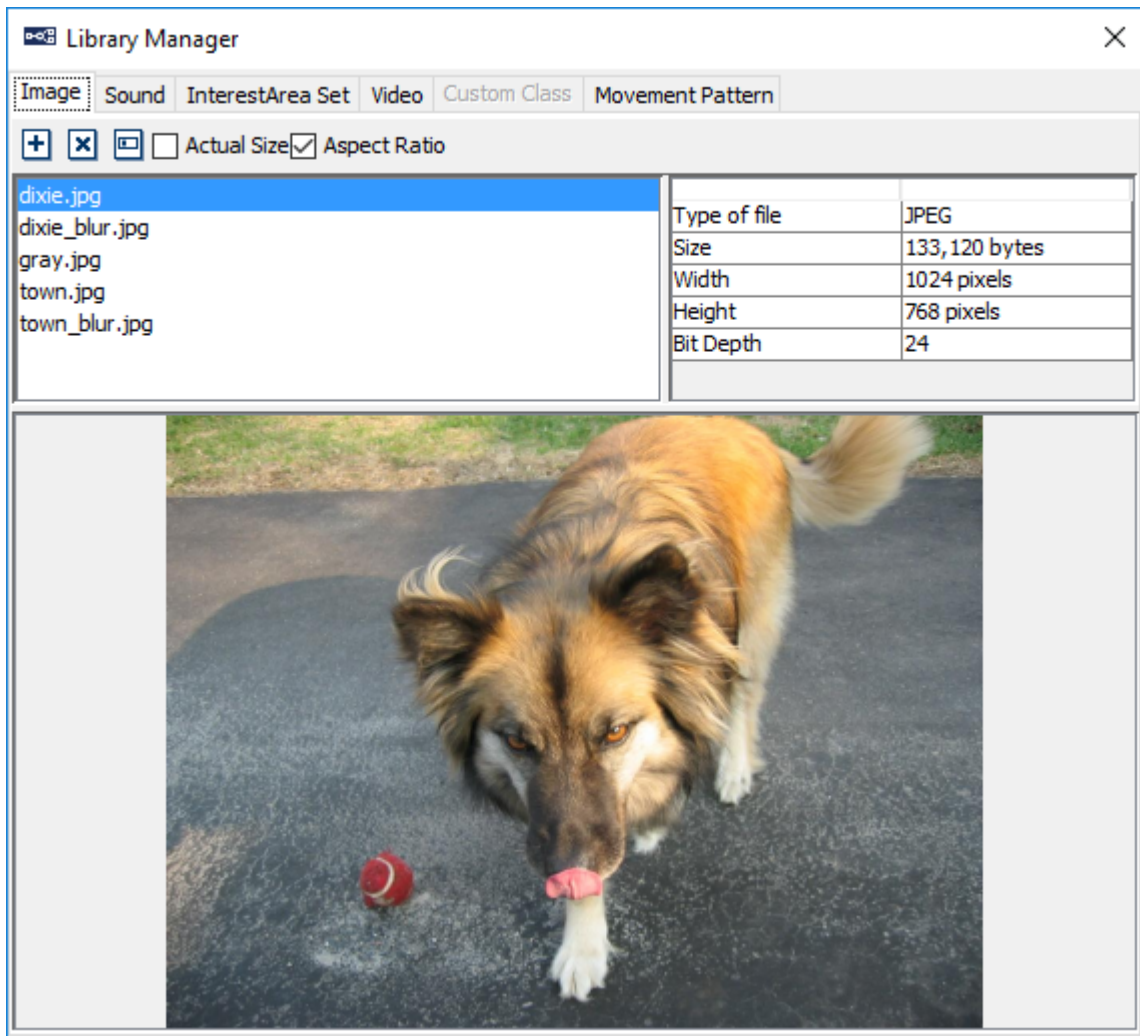 Library Manager
Image Sound InterestArea Set Video Custom Class Movement Pattern
Actual Size Aspect Ratio
dixie.jpg
dixie_blur.jpg
gray.jpg
town.jpg
town_blur.jpg
Type of file JPEG
Size 133,120 bytes
Width 1024 pixels
Height 768 pixels
Bit Depth 24